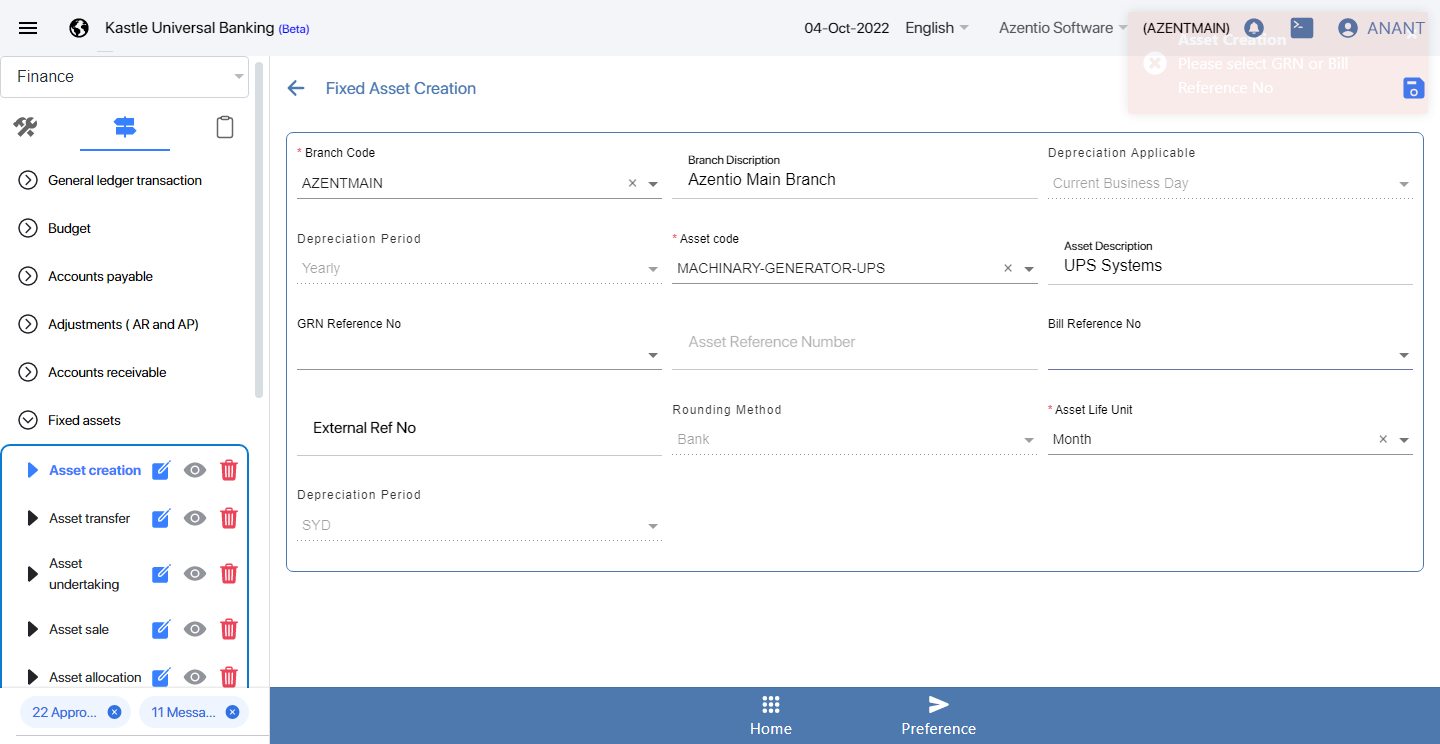 Kastle Universal Banking (Beta)
04-Oct-2022
English
Azentio Software
(AZENTMAIN)
ANANT
Asset Creation
Please select GRN or Bill
Reference No
Finance
General ledger transaction
Budget
Accounts payable
Adjustments ( AR and AP)
Accounts receivable
Fixed assets
Asset creation
Asset transfer
Asset
undertaking
Asset sale
Asset allocation
22 Appro...
11 Messa...
Fixed Asset Creation
* Branch Code
AZENTMAIN
Branch Discription
Azentio Main Branch
Depreciation Applicable
Current Business Day
Depreciation Period
Yearly
* Asset code
MACHINARY-GENERATOR-UPS
Asset Description
UPS Systems
GRN Reference No
Asset Reference Number
Bill Reference No
External Ref No
Rounding Method
Bank
* Asset Life Unit
Month
Depreciation Period
SYD
Home
Preference